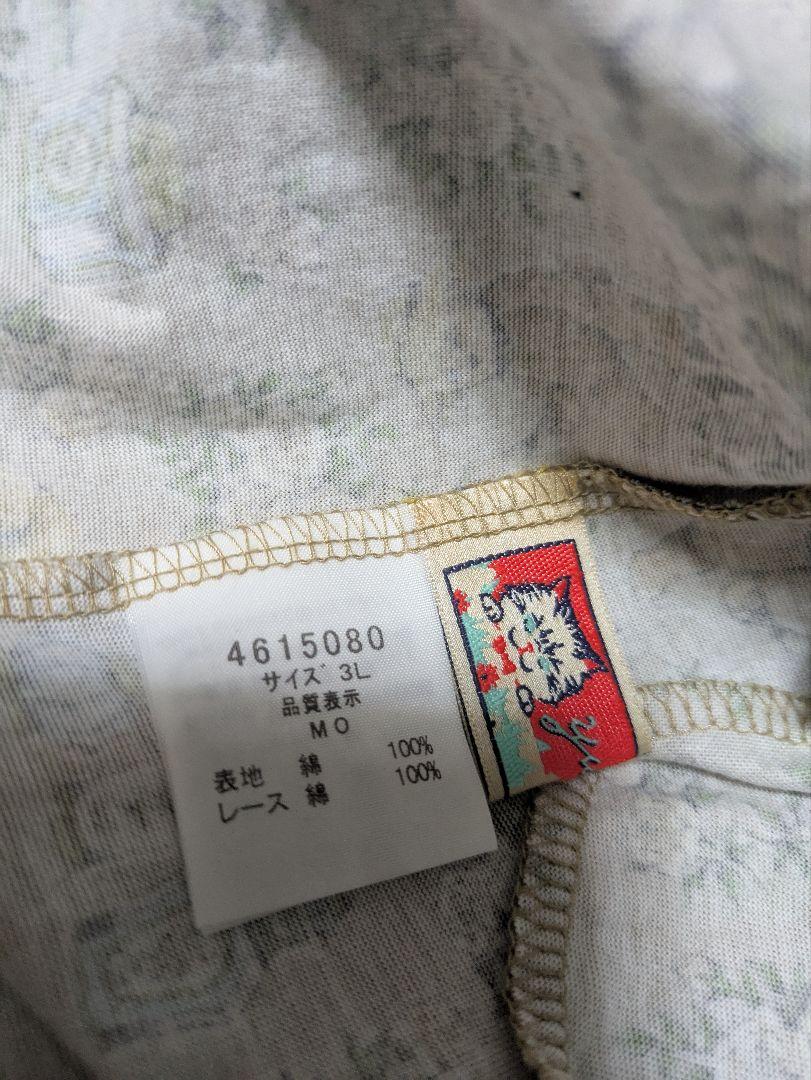 4615080
サイズ 3L
品質表示
MO
表地 綿 100%
レース 綿 100%